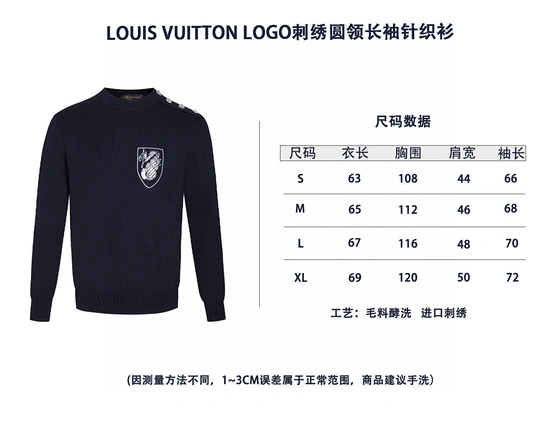 LOUIS VUITTON LOGO刺绣圆领长袖针织衫
尺码数据
尺码 衣长 胸围 肩宽 袖长
S 63 108 44 66
M 65 112 46 68
L 67 116 48 70
XL 69 120 50 72
工艺：毛料酵洗 进口刺绣
(因测量方法不同，1~3CM误差属于正常范围，商品建议手洗）